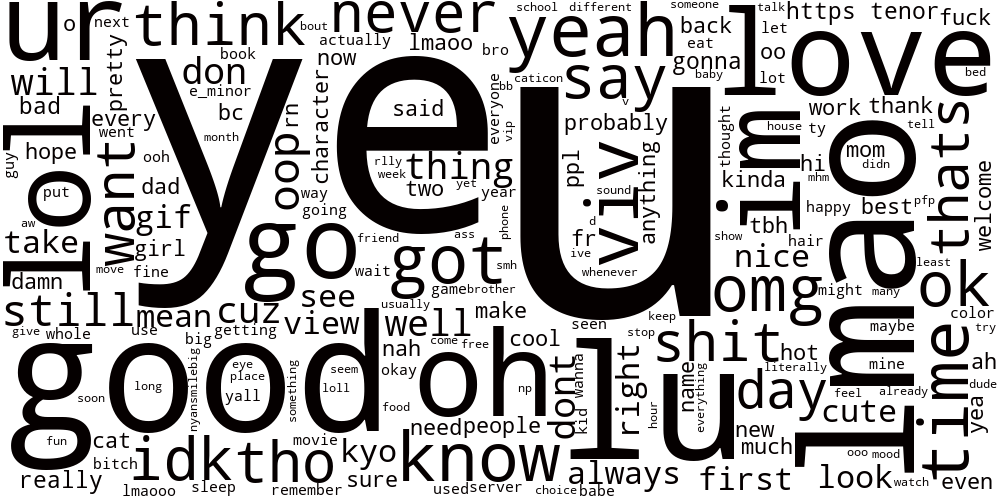 ur
o
next
think
bout
never
school
different
someone
talk
https
tenor
fuck
pretty
actually
lmaoo
bro
yeah
back
let
love
now
book
eat
gonna
oo
will
don
ye
say
baby
lot
bed
bad
e_minor
character
everyone
bb
caticon
u
l
every
bc
rn
said
vip
v
work
thank
went
month
probably
thought
house
ty
tell
guy
hope
ooh
oop
rlly
thing
ppl
viv
im
hi
mom
thats
lol
put
want
dad
week
two
yet
year
sound
anything
kinda
mhm
lmao
didn
aw
gif
way
going
phone
d
tbh
happy
best
pfp
welcome
take
girl
go
friend
ass
fr
ive
show
hair
damn
move
fine
wait
got
smh
whenever
nice
might
many
least
ok
still
mean
cuz
see
usually
game
brother
omg
color
give
whole
use
getting
view
well
make
seen
keep
maybe
try
good
big
nah
come
free
cool
stop
shit
hot
mine
ah
soon
long
nyansmilebig
eye
place
something
seem
loll
okay
oh
np
dont
wanna
right
name
literally
day
feel
already
dude
yall
food
kid
lu
hour
everything
cute
time
yea
fun
cat
idk
tho
movie
kyo
need
people
new
much
ooo
mood
bitch
know
always
first
look
watch
even
really
lmaooo
sleep
remember
sure
used
server
choice
babe